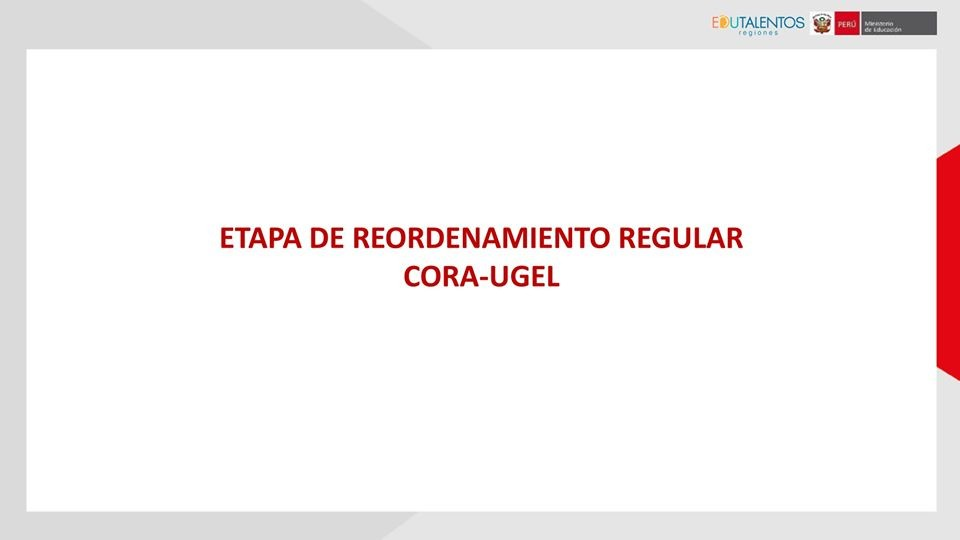 EDUTALENTOS
regiones
PERÚ
Ministerio
de Educación
ETAPA DE REORDENAMIENTO REGULAR
CORA-UGEL